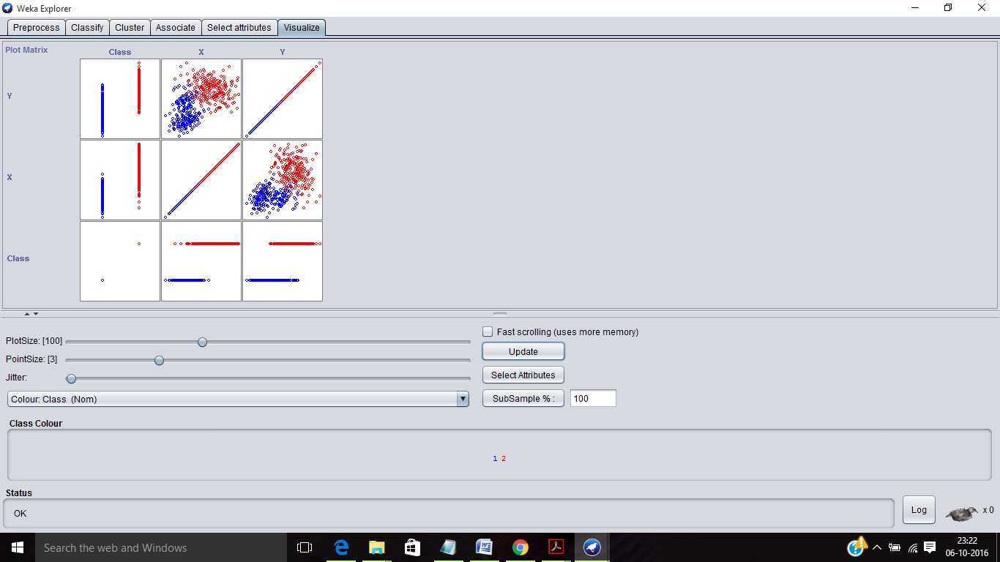 Weka Explorer
Preprocess Classify Cluster Associate Select attributes Visualize
Plot Matrix Class X Y
Y
X
Class
PlotSize: [100]
PointSize: [3]
Jitter:
Colour: Class (Nom)
Fast scrolling (uses more memory)
Update
Select Attributes
SubSample % : 100
Class Colour
1 2
Status
OK
Log x 0
Search the web and Windows
23:22
06-10-2016